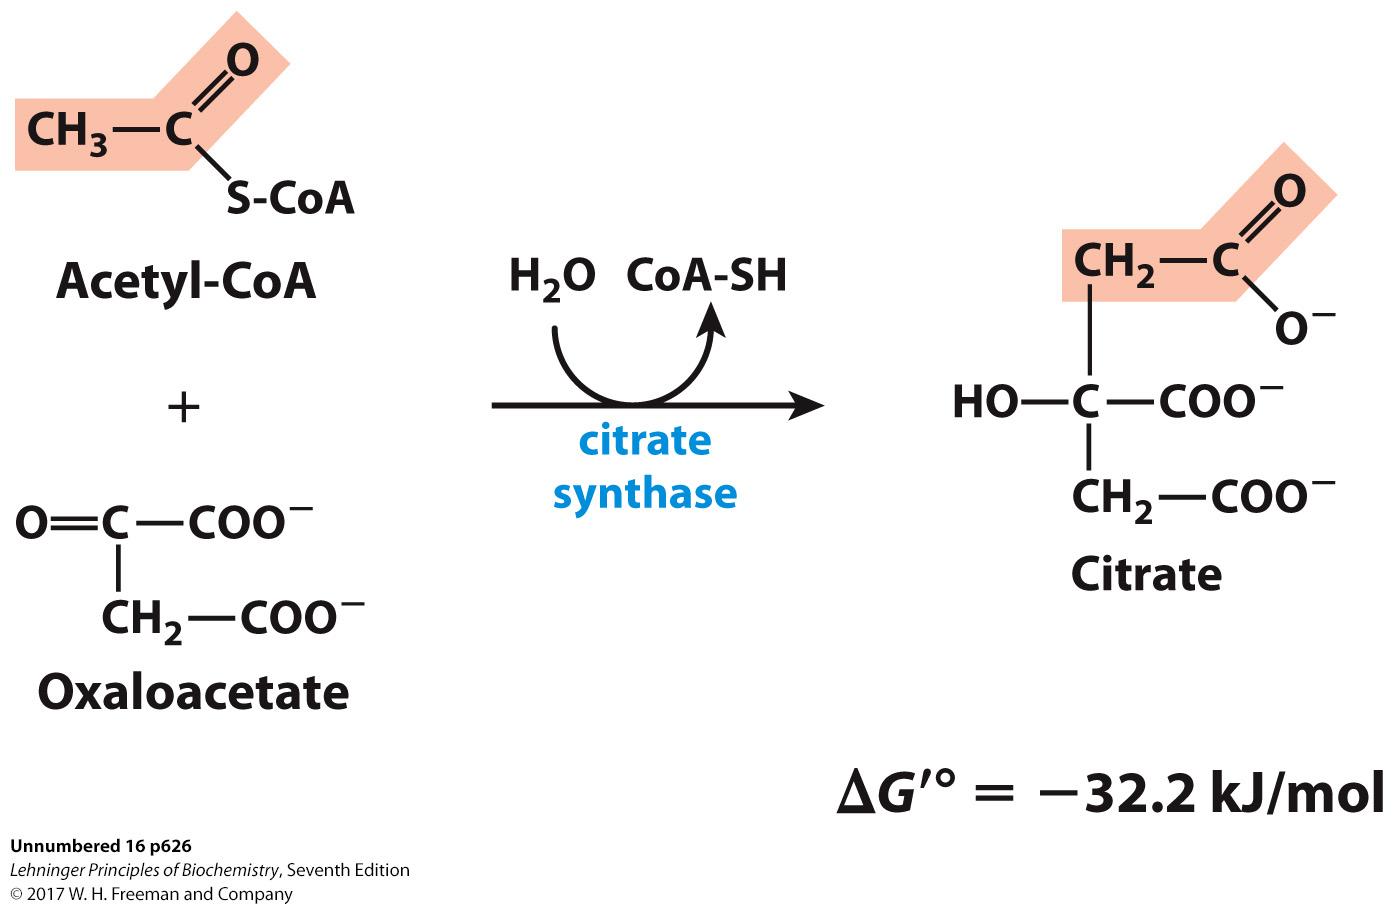 O
CH₃—C
S-CoA
Acetyl-CoA
+
O=C—COO⁻
CH₂—COO⁻
Oxaloacetate
H₂O CoA-SH
citrate
synthase
O
CH₂—C
O⁻
HO—C—COO⁻
CH₂—COO⁻
Citrate
ΔG′° = −32.2 kJ/mol
Unnumbered 16 p626
Lehninger Principles of Biochemistry, Seventh Edition
© 2017 W. H. Freeman and Company